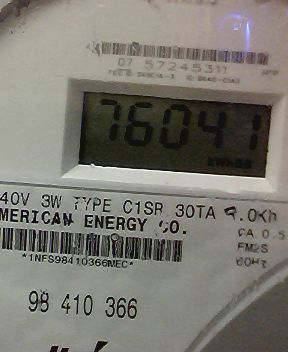 07 57245311
76041
kWh
40V 3W TYPE C1SR 30TA
MERICAN ENERGY CO.
CA 0.5
FM2S
60Hz
*1NFS98410366MEC*
98 410 366